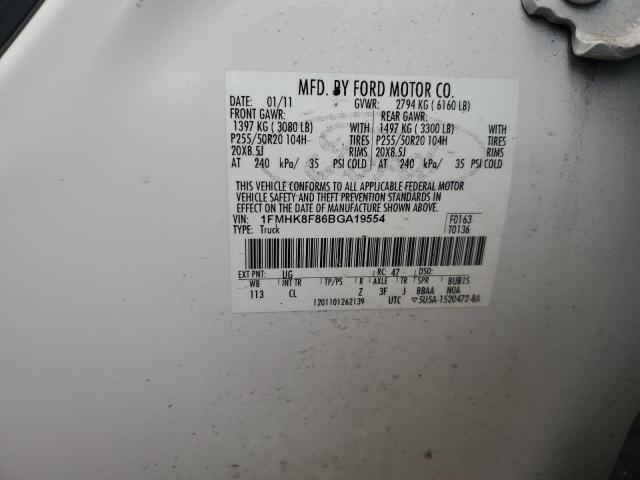 MFD. BY FORD MOTOR CO.
DATE: 01/11 GVWR: 2794 KG ( 6160 LB)
FRONT GAWR: REAR GAWR:
1397 KG ( 3080 LB) WITH 1497 KG ( 3300 LB) WITH
P255/50R20 104H TIRES P255/50R20 104H TIRES
20X8.5J RIMS 20X8.5J RIMS
AT 240 kPa/ 35 PSI COLD AT 240 kPa/ 35 PSI COLD
THIS VEHICLE CONFORMS TO ALL APPLICABLE FEDERAL MOTOR
VEHICLE SAFETY AND THEFT PREVENTION STANDARDS IN
EFFECT ON THE DATE OF MANUFACTURE SHOWN ABOVE.
VIN: 1FMHK8F86BGA19554 F0163
TYPE: Truck T0136
EXT PNT: UG RC: 47 DSO:
WB INT TR TP/PS R AXLE TR SPR BUB15
113 CL Z 3F J BBAA NOA
1201101262139 UTC ▽5U5A-1520472-BA